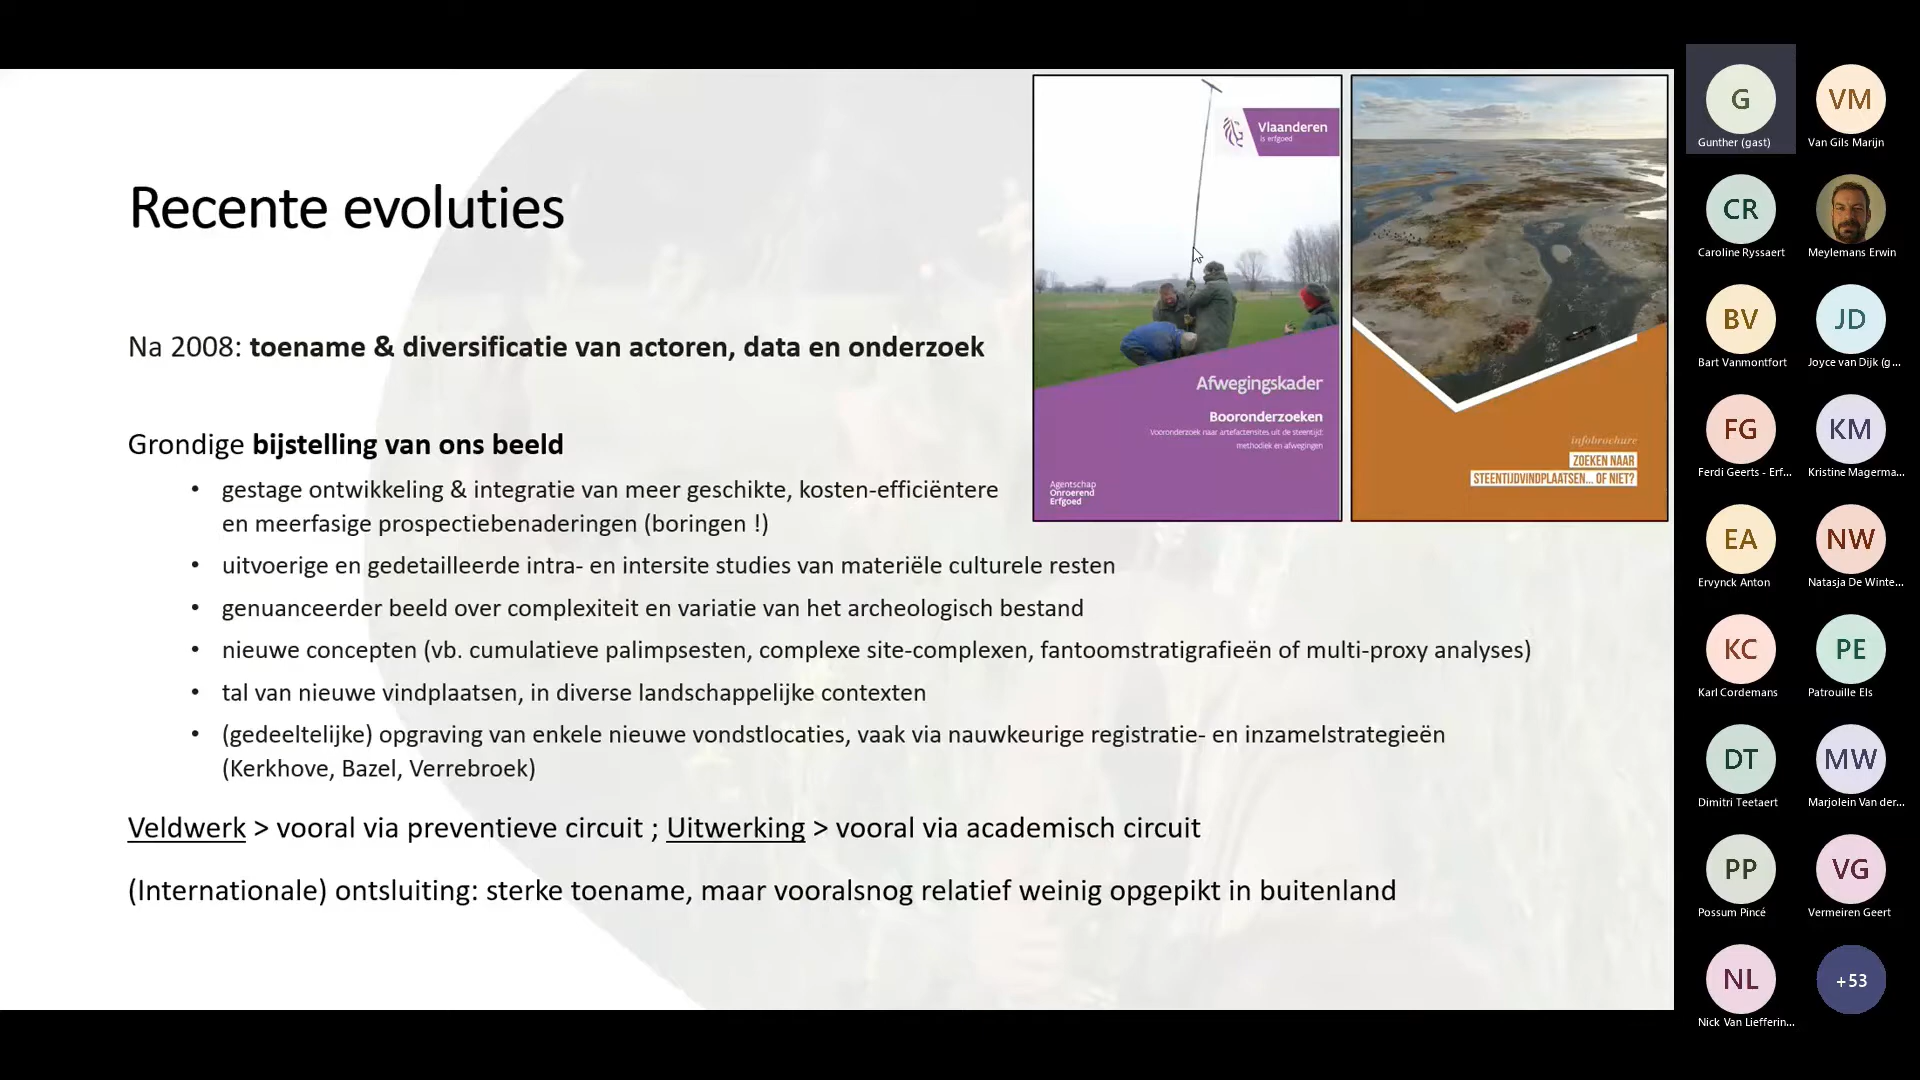 Recente evoluties
Na 2008: toename & diversificatie van actoren, data en onderzoek
Grondige bijstelling van ons beeld
• gestage ontwikkeling & integratie van meer geschikte, kosten-efficiëntere
en meerfasige prospectiebenaderingen (boringen !)
• uitvoerige en gedetailleerde intra- en intersite studies van materiële culturele resten
• genuanceerder beeld over complexiteit en variatie van het archeologisch bestand
• nieuwe concepten (vb. cumulatieve palimpsesten, complexe site-complexen, fantoomstratigrafieën of multi-proxy analyses)
• tal van nieuwe vindplaatsen, in diverse landschappelijke contexten
• (gedeeltelijke) opgraving van enkele nieuwe vondstlocaties, vaak via nauwkeurige registratie- en inzamelstrategieën
(Kerkhove, Bazel, Verrebroek)
Veldwerk > vooral via preventieve circuit ; Uitwerking > vooral via academisch circuit
(Internationale) ontsluiting: sterke toename, maar vooralsnog relatief weinig opgepikt in buitenland
Vlaanderen
is erfgoed
Afwegingskader
Booronderzoeken
Vooronderzoek naar artefactensites uit de steentijd:
methodiek en afwegingen
Agentschap
Onroerend
Erfgoed
infobrochure
ZOEKEN NAAR
STEENTIJDVINDPLAATSEN... OF NIET?
G
Gunther (gast)
VM
Van Gils Marijn
CR
Caroline Ryssaert
Meylemans Erwin
BV
Bart Vanmontfort
JD
Joyce van Dijk (g...
FG
Ferdi Geerts - Erf...
KM
Kristine Magerma...
EA
Ervynck Anton
NW
Natasja De Winte...
KC
Karl Cordemans
PE
Patrouille Els
DT
Dimitri Teetaert
MW
Marjolein Van der...
PP
Possum Pincé
VG
Vermeiren Geert
NL
Nick Van Liefferin...
+53